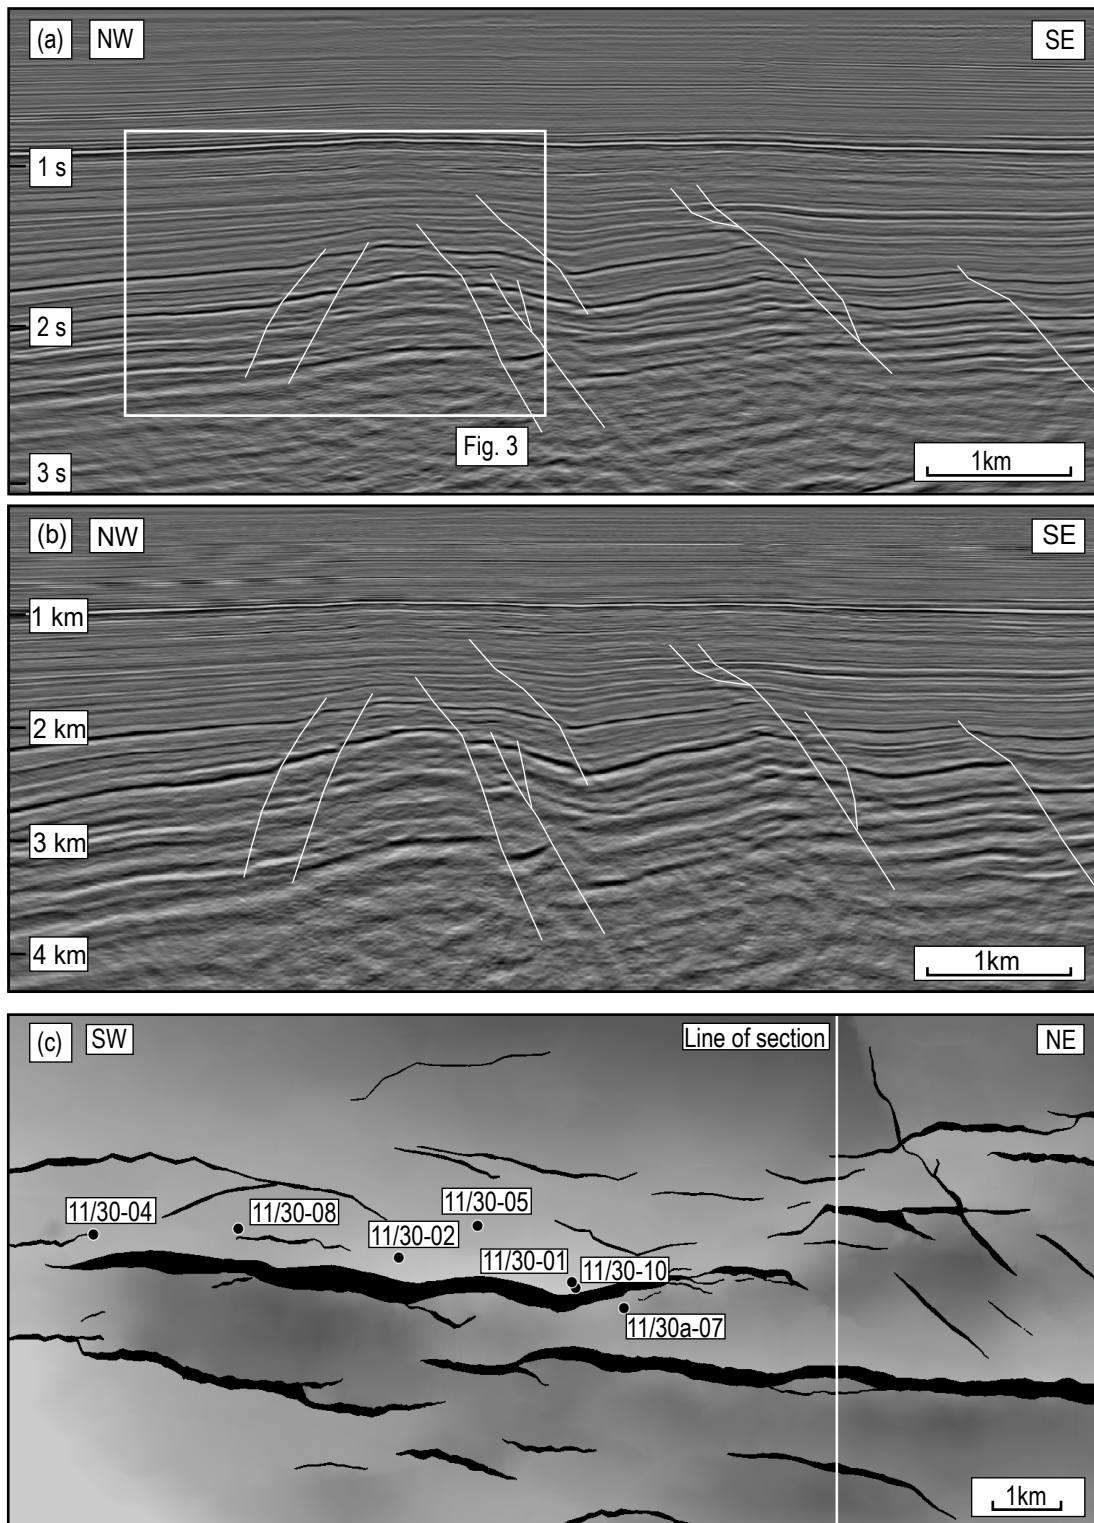 (a) NW SE
1 s
2 s
Fig. 3
3 s
1km
(b) NW SE
1 km
2 km
3 km
4 km
1km
(c) SW Line of section NE
11/30-04
11/30-08
11/30-05
11/30-02
11/30-01
11/30-10
11/30a-07
1km